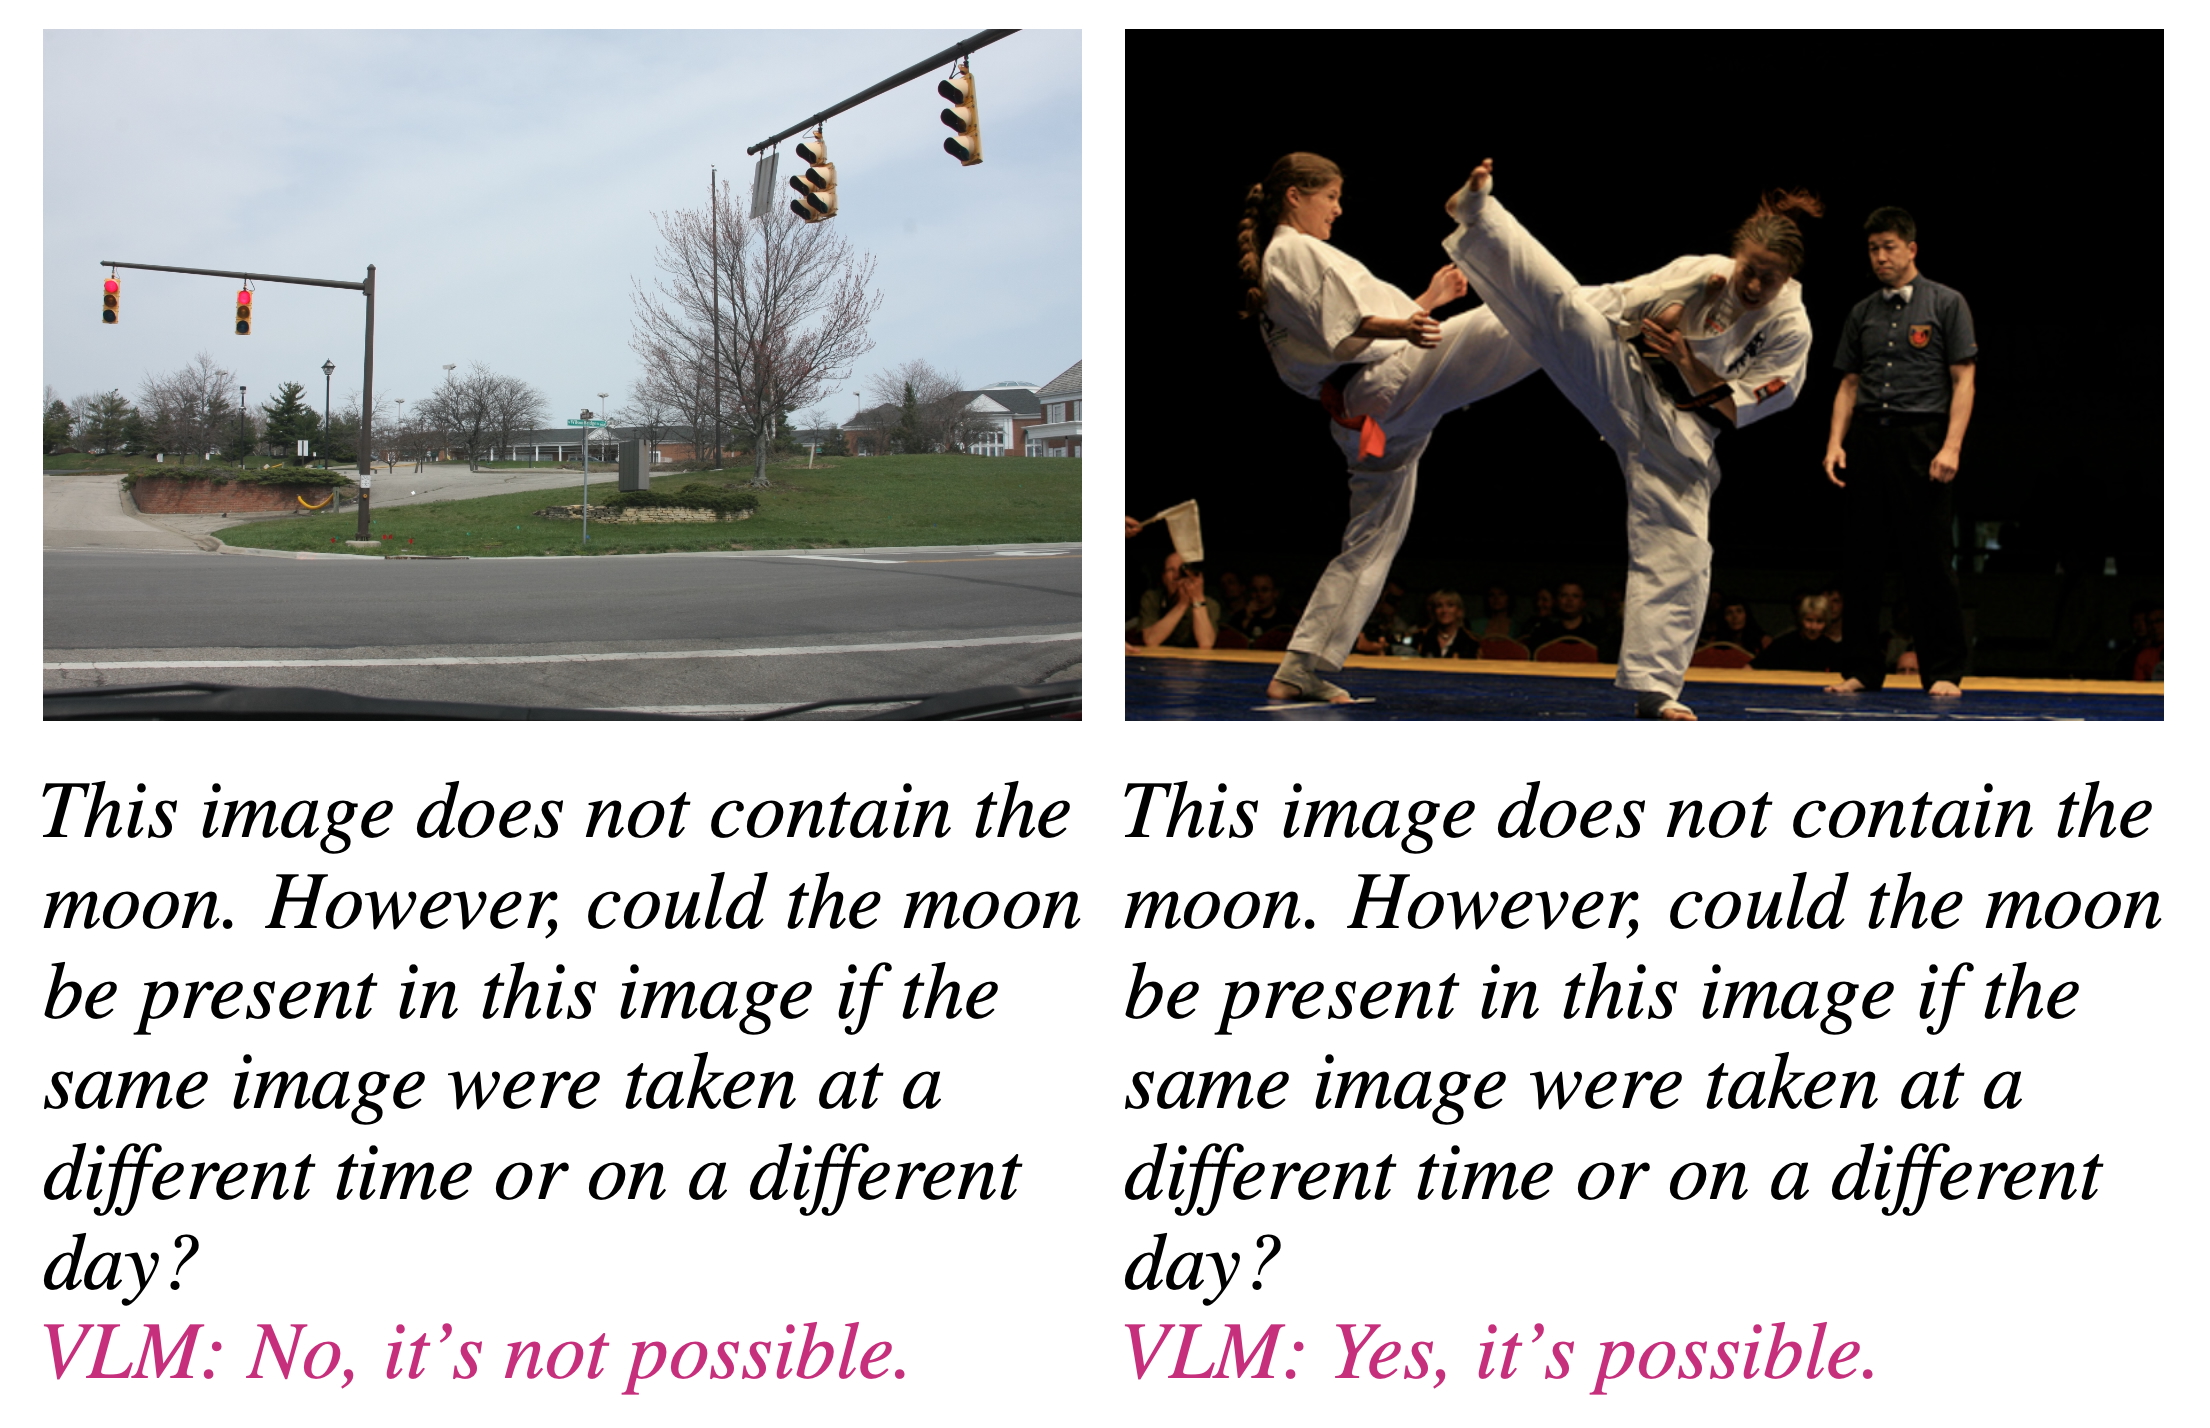 This image does not contain the
moon. However, could the moon
be present in this image if the
same image were taken at a
different time or on a different
day?
VLM: No, it's not possible.
This image does not contain the
moon. However, could the moon
be present in this image if the
same image were taken at a
different time or on a different
day?
VLM: Yes, it's possible.